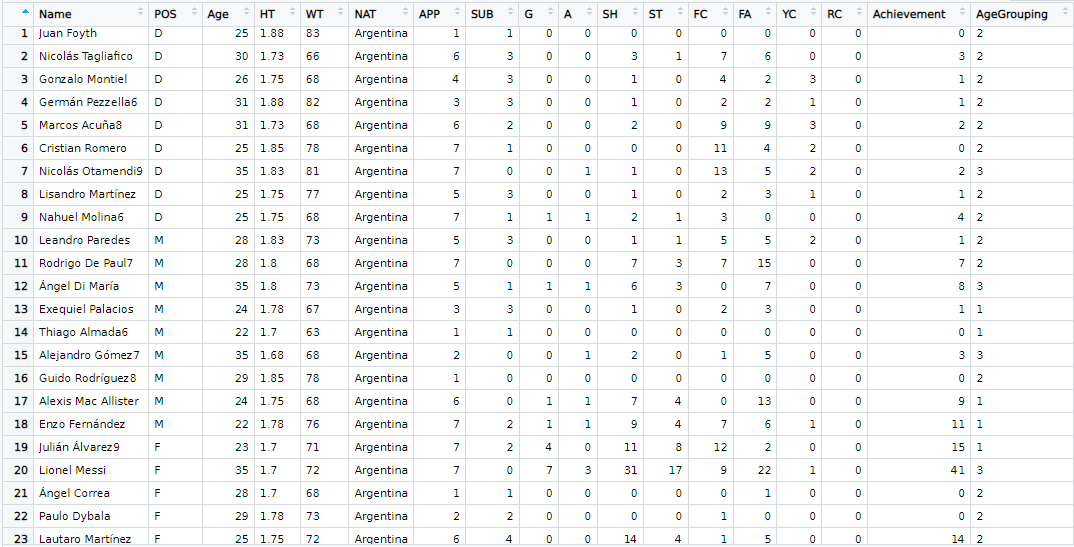 Name POS Age HT WT NAT APP SUB G A SH ST FC FA YC RC Achievement AgeGrouping
1 Juan Foyth D 25 1.88 83 Argentina 1 1 0 0 0 0 0 0 0 0 0 2
2 Nicolás Tagliafico D 30 1.73 66 Argentina 6 3 0 0 3 1 7 6 0 0 3 2
3 Gonzalo Montiel D 26 1.75 68 Argentina 4 3 0 0 1 0 4 2 3 0 1 2
4 Germán Pezzella6 D 31 1.88 82 Argentina 3 3 0 0 1 0 2 2 1 0 1 2
5 Marcos Acuña8 D 31 1.73 68 Argentina 6 2 0 0 2 0 9 9 3 0 2 2
6 Cristian Romero D 25 1.85 78 Argentina 7 1 0 0 0 0 11 4 2 0 0 2
7 Nicolás Otamendi9 D 35 1.83 81 Argentina 7 0 0 1 1 0 13 5 2 0 2 3
8 Lisandro Martínez D 25 1.75 77 Argentina 5 3 0 0 1 0 2 3 1 0 1 2
9 Nahuel Molina6 D 25 1.75 68 Argentina 7 1 1 1 2 1 3 0 0 0 4 2
10 Leandro Paredes M 28 1.83 73 Argentina 5 3 0 0 1 1 5 5 2 0 1 2
11 Rodrigo De Paul7 M 28 1.8 68 Argentina 7 0 0 0 7 3 7 15 0 0 7 2
12 Ángel Di María M 35 1.8 73 Argentina 5 1 1 1 6 3 0 7 0 0 8 3
13 Exequiel Palacios M 24 1.78 67 Argentina 3 3 0 0 1 0 2 3 0 0 1 1
14 Thiago Almada6 M 22 1.7 63 Argentina 1 1 0 0 0 0 0 0 0 0 0 1
15 Alejandro Gómez7 M 35 1.68 68 Argentina 2 0 0 1 2 0 1 5 0 0 3 3
16 Guido Rodríguez8 M 29 1.85 78 Argentina 1 0 0 0 0 0 0 0 0 0 0 2
17 Alexis Mac Allister M 24 1.75 68 Argentina 6 0 1 1 7 4 0 13 0 0 9 1
18 Enzo Fernández M 22 1.78 76 Argentina 7 2 1 1 9 4 7 6 1 0 11 1
19 Julián Álvarez9 F 23 1.7 71 Argentina 7 2 4 0 11 8 12 2 0 0 15 1
20 Lionel Messi F 35 1.7 72 Argentina 7 0 7 3 31 17 9 22 1 0 41 3
21 Ángel Correa F 28 1.7 68 Argentina 1 1 0 0 0 0 0 1 0 0 0 2
22 Paulo Dybala F 29 1.78 73 Argentina 2 2 0 0 0 0 1 0 0 0 0 2
23 Lautaro Martínez F 25 1.75 72 Argentina 6 4 0 0 14 4 1 5 0 0 14 2